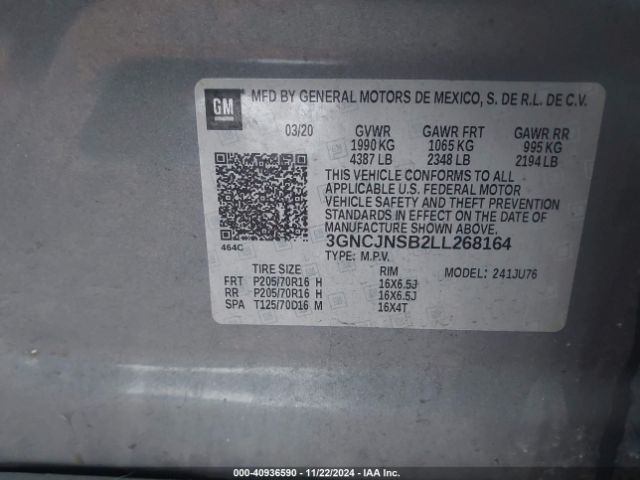 GM
MFD BY GENERAL MOTORS DE MEXICO, S. DE R.L. DE C.V.
03/20 GVWR GAWR FRT GAWR RR
1990 KG 1065 KG 995 KG
4387 LB 2348 LB 2194 LB
THIS VEHICLE CONFORMS TO ALL
APPLICABLE U.S. FEDERAL MOTOR
VEHICLE SAFETY AND THEFT PREVENTION
STANDARDS IN EFFECT ON THE DATE OF
MANUFACTURE SHOWN ABOVE.
464C
3GNCJNSB2LL268164
TYPE: M.P.V.
TIRE SIZE RIM MODEL: 241JU76
FRT P205/70R16 H 16X6.5J
RR P205/70R16 H 16X6.5J
SPA T125/70D16 M 16X4T
000-40936590 - 11/22/2024 - IAA Inc.